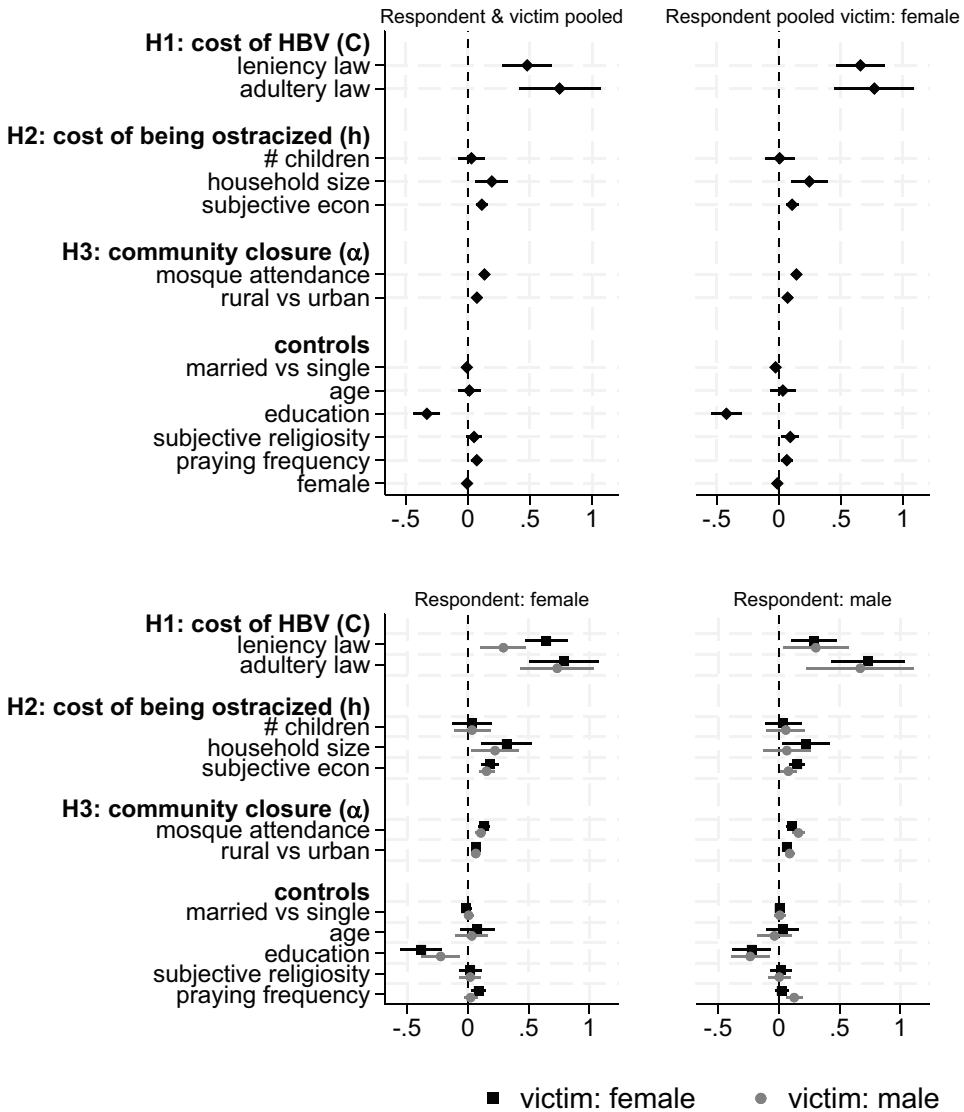 Respondent & victim pooled
H1: cost of HBV (C)
leniency law
adultery law
H2: cost of being ostracized (h)
# children
household size
subjective econ
H3: community closure (α)
mosque attendance
rural vs urban
controls
married vs single
age
education
subjective religiosity
praying frequency
female
-.5 0 .5 1
Respondent pooled victim: female
-.5 0 .5 1
Respondent: female
H1: cost of HBV (C)
leniency law
adultery law
H2: cost of being ostracized (h)
# children
household size
subjective econ
H3: community closure (α)
mosque attendance
rural vs urban
controls
married vs single
age
education
subjective religiosity
praying frequency
-.5 0 .5 1
Respondent: male
-.5 0 .5 1
victim: female victim: male